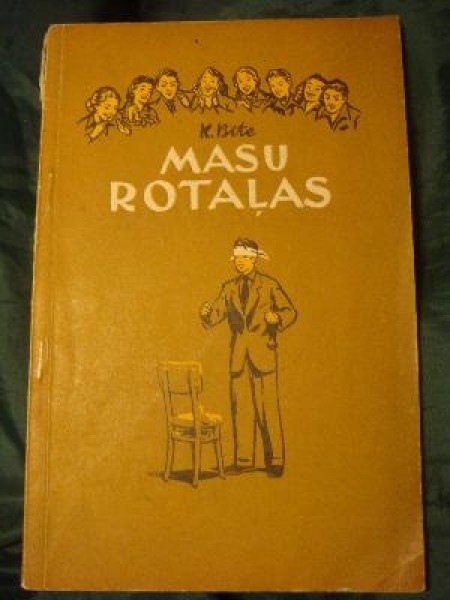 K. Bite
MASU
ROTAĻAS